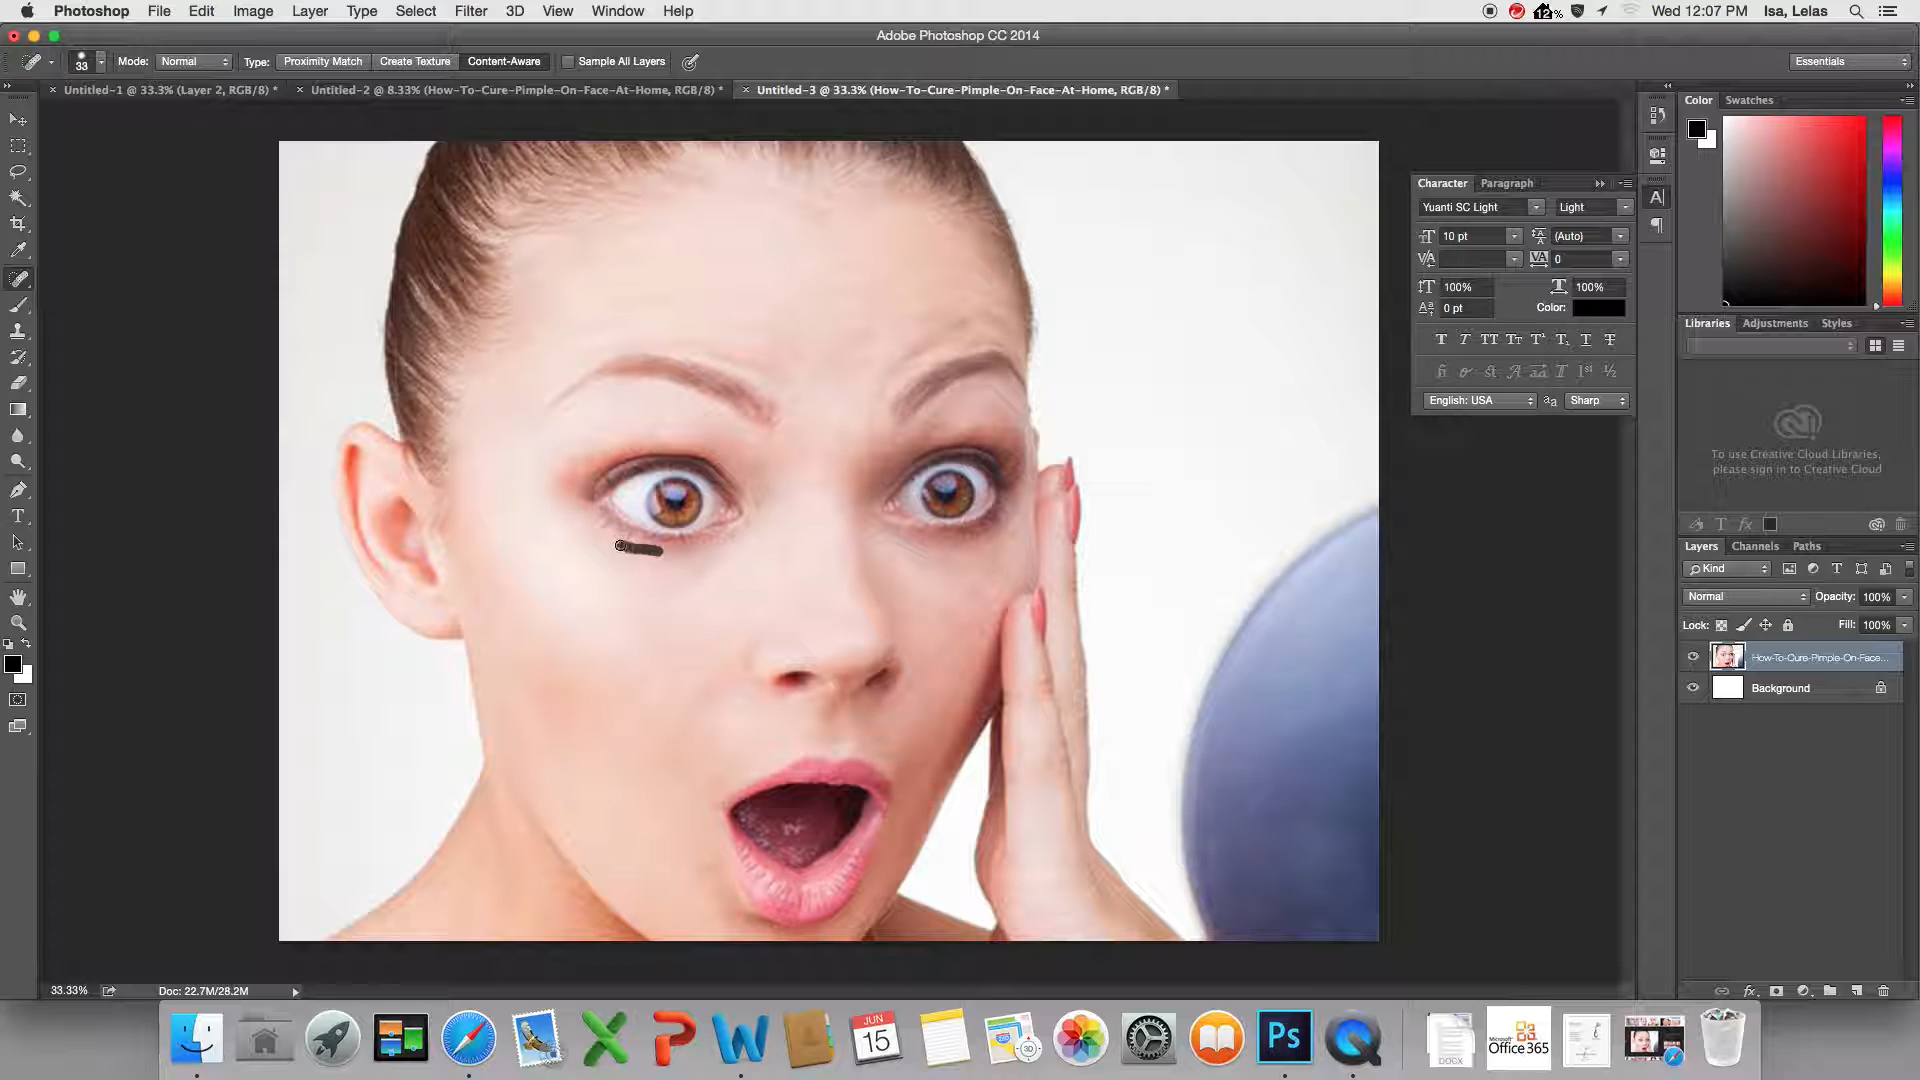 Photoshop File Edit Image Layer Type Select Filter 3D View Window Help 12% Wed 12:07 PM Isa, Lelas
Adobe Photoshop CC 2014
33 Mode: Normal Type: Proximity Match Create Texture Content-Aware Sample All Layers Essentials
Untitled-1 @ 33.3% (Layer 2, RGB/8) * Untitled-2 @ 8.33% (How-To-Cure-Pimple-On-Face-At-Home, RGB/8) * Untitled-3 @ 33.3% (How-To-Cure-Pimple-On-Face-At-Home, RGB/8) *
Color Swatches
Character Paragraph
Yuanti SC Light Light
10 pt (Auto)
0
100% 100%
0 pt Color:
English: USA Sharp
Libraries Adjustments Styles
To use Creative Cloud Libraries,
please sign in to Creative Cloud
Layers Channels Paths
Kind
Normal Opacity: 100%
Lock: Fill: 100%
How-To-Cure-Pimple-On-Face...
Background
33.33% Doc: 22.7M/28.2M
JUN
15
Ps
DOCX
Microsoft
Office 365